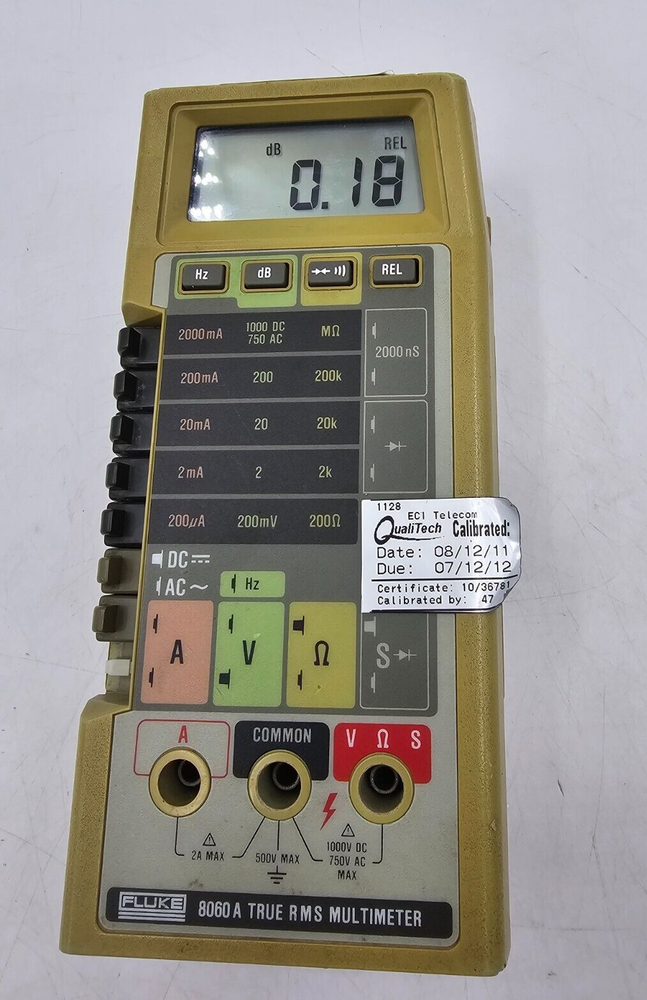 dB REL
0.18
Hz dB REL
2000mA 1000 DC 750 AC MΩ
2000nS
200mA 200 200k
20mA 20 20k
2mA 2 2k
200µA 200mV 200Ω
1128
ECI Telecom
QualiTech Calibrated:
Date: 08/12/11
Due: 07/12/12
Certificate: 10/36781
Calibrated by: 47
DC
AC~ Hz
A V Ω S
A COMMON V Ω S
2A MAX 500V MAX 1000V DC
750V AC
MAX
FLUKE 8060A TRUE RMS MULTIMETER